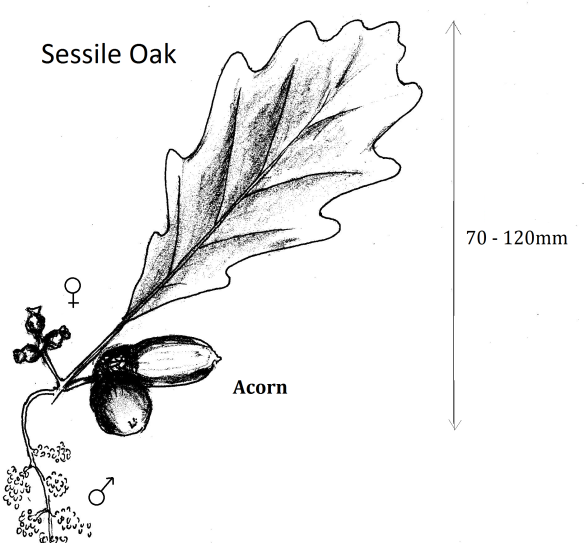 Sessile Oak
70 - 120mm
♀
Acorn
♂